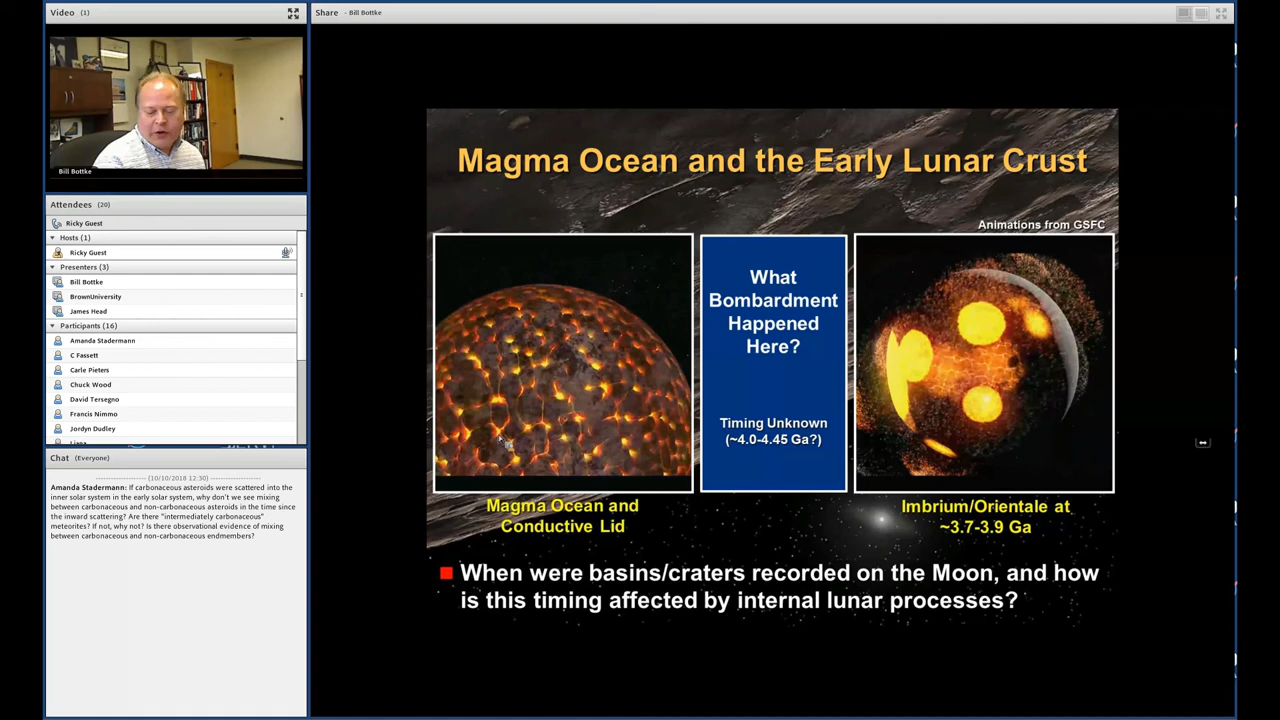 Video (1)
Bill Bottke
Attendees (20)
Ricky Guest
Hosts (1)
Ricky Guest
Presenters (3)
Bill Bottke
BrownUniversity
James Head
Participants (16)
Amanda Stadermann
C Fassett
Carle Pieters
Chuck Wood
David Tersegno
Francis Nimmo
Jordyn Dudley
Chat (Everyone)
(10/10/2018 12:30)
Amanda Stadermann: If carbonaceous asteroids were scattered into the
inner solar system in the early solar system, why don't we see mixing
between carbonaceous and non-carbonaceous asteroids in the time since
the inward scattering? Are there "intermediately carbonaceous"
meteorites? If not, why not? Is there observational evidence of mixing
between carbonaceous and non-carbonaceous endmembers?
Share - Bill Bottke
Magma Ocean and the Early Lunar Crust
Animations from GSFC
What
Bombardment
Happened
Here?
Timing Unknown
(~4.0-4.45 Ga?)
Magma Ocean and
Conductive Lid
Imbrium/Orientale at
~3.7-3.9 Ga
When were basins/craters recorded on the Moon, and how
is this timing affected by internal lunar processes?